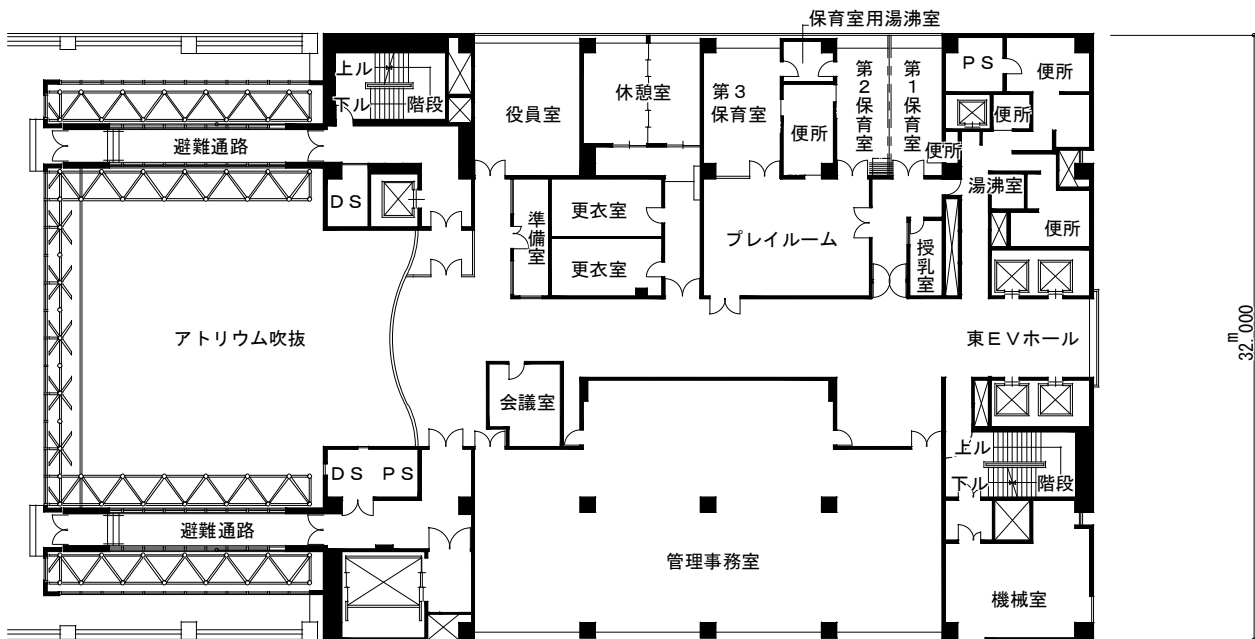 保育室用湯沸室
上ル
下ル
階段
役員室
休憩室
第3
保育室
便所
第2保育室
第1保育室
PS
便所
便所
便所
避難通路
DS
準備室
更衣室
更衣室
プレイルーム
授乳室
湯沸室
便所
アトリウム吹抜
東EVホール
32.000
m
会議室
DS PS
上ル
下ル
階段
避難通路
管理事務室
機械室